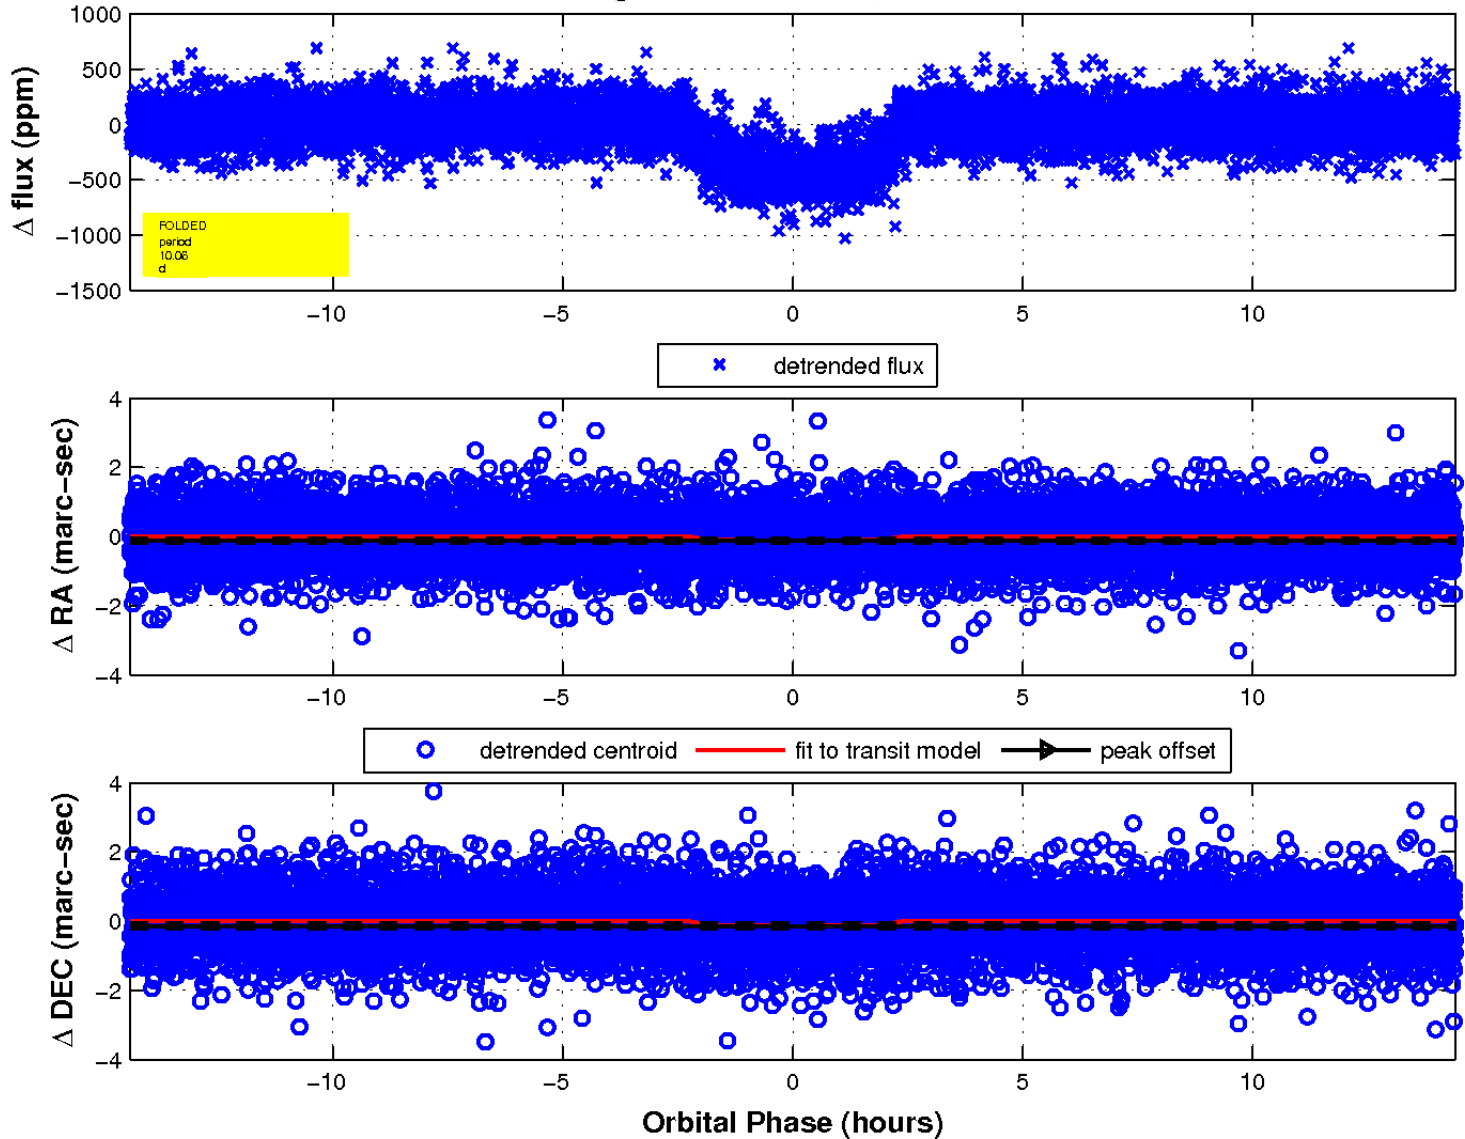 1000
500
0
−500
−1000
−1500
Δ flux (ppm)
FOLDED
period
10.06
d
−10 −5 0 5 10
detrended flux
4
2
0
−2
−4
Δ RA (marc−sec)
−10 −5 0 5 10
detrended centroid fit to transit model peak offset
4
2
0
−2
−4
Δ DEC (marc−sec)
−10 −5 0 5 10
Orbital Phase (hours)